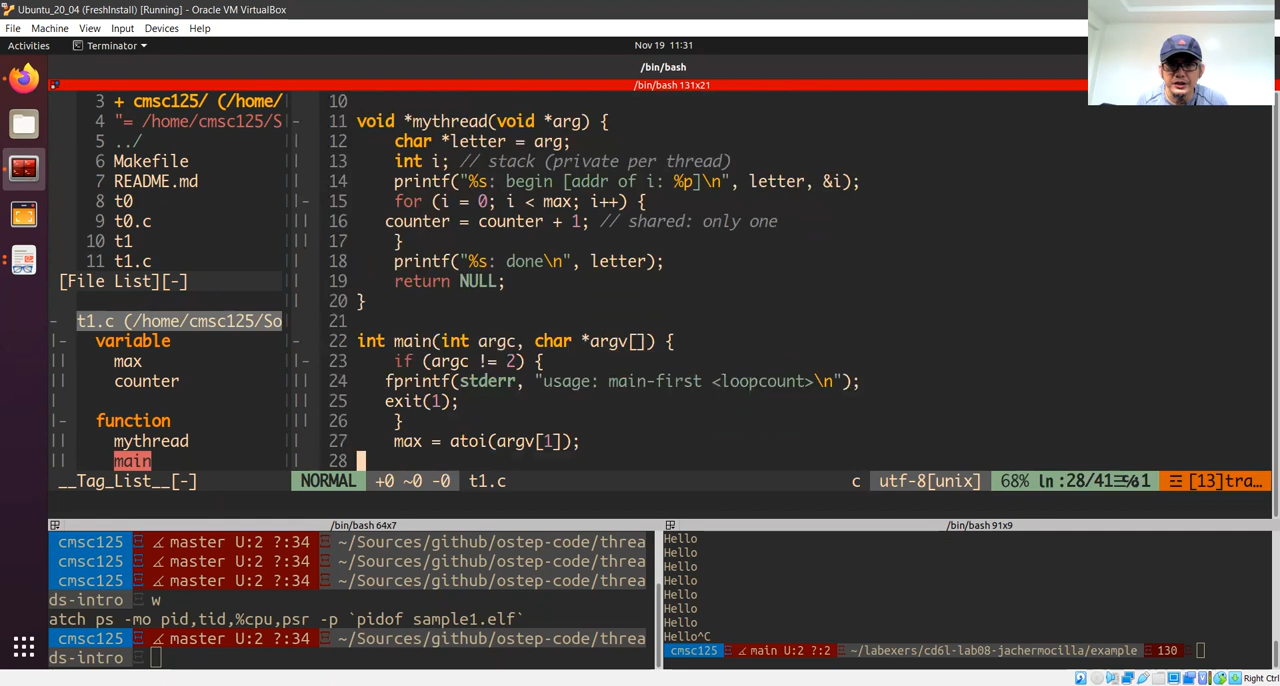 Ubuntu_20_04 (FreshInstall) [Running] - Oracle VM VirtualBox
File Machine View Input Devices Help
Activities Terminator Nov 19 11:31
/bin/bash
/bin/bash 131x21
3 + cmsc125/ (/home/
4 "= /home/cmsc125/S
5 ../
6 Makefile
7 README.md
8 t0
9 t0.c
10 t1
11 t1.c
[File List][-]
t1.c (/home/cmsc125/So
variable
max
counter
function
mythread
main
__Tag_List__[-]
10
11 void *mythread(void *arg) {
12 char *letter = arg;
13 int i; // stack (private per thread)
14 printf("%s: begin [addr of i: %p]\n", letter, &i);
15 for (i = 0; i < max; i++) {
16 counter = counter + 1; // shared: only one
17 }
18 printf("%s: done\n", letter);
19 return NULL;
20 }
21
22 int main(int argc, char *argv[]) {
23 if (argc != 2) {
24 fprintf(stderr, "usage: main-first <loopcount>\n");
25 exit(1);
26 }
27 max = atoi(argv[1]);
28
NORMAL +0 ~0 -0 t1.c c utf-8[unix] 68% ln:28/41 [13]tra…
/bin/bash 64x7
cmsc125 master U:2 ?:34 ~/Sources/github/ostep-code/threa
cmsc125 master U:2 ?:34 ~/Sources/github/ostep-code/threa
cmsc125 master U:2 ?:34 ~/Sources/github/ostep-code/threa
ds-intro w
atch ps -mo pid,tid,%cpu,psr -p `pidof sample1.elf`
cmsc125 master U:2 ?:34 ~/Sources/github/ostep-code/threa
ds-intro
/bin/bash 91x9
Hello
Hello
Hello
Hello
Hello
Hello
Hello
Hello^C
cmsc125 main U:2 ?:2 ~/labexers/cd6l-lab08-jachermocilla/example 130
Right Ctrl